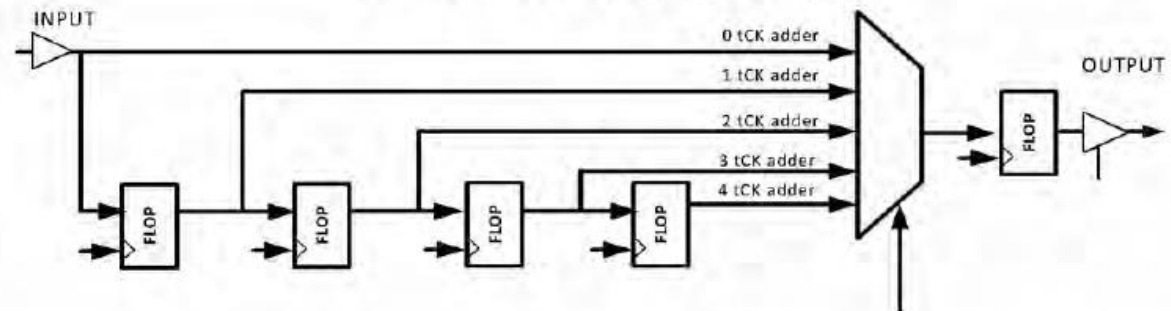 INPUT
0 tCK adder
1 tCK adder
2 tCK adder
3 tCK adder
4 tCK adder
OUTPUT
FLOP
FLOP
FLOP
FLOP
FLOP